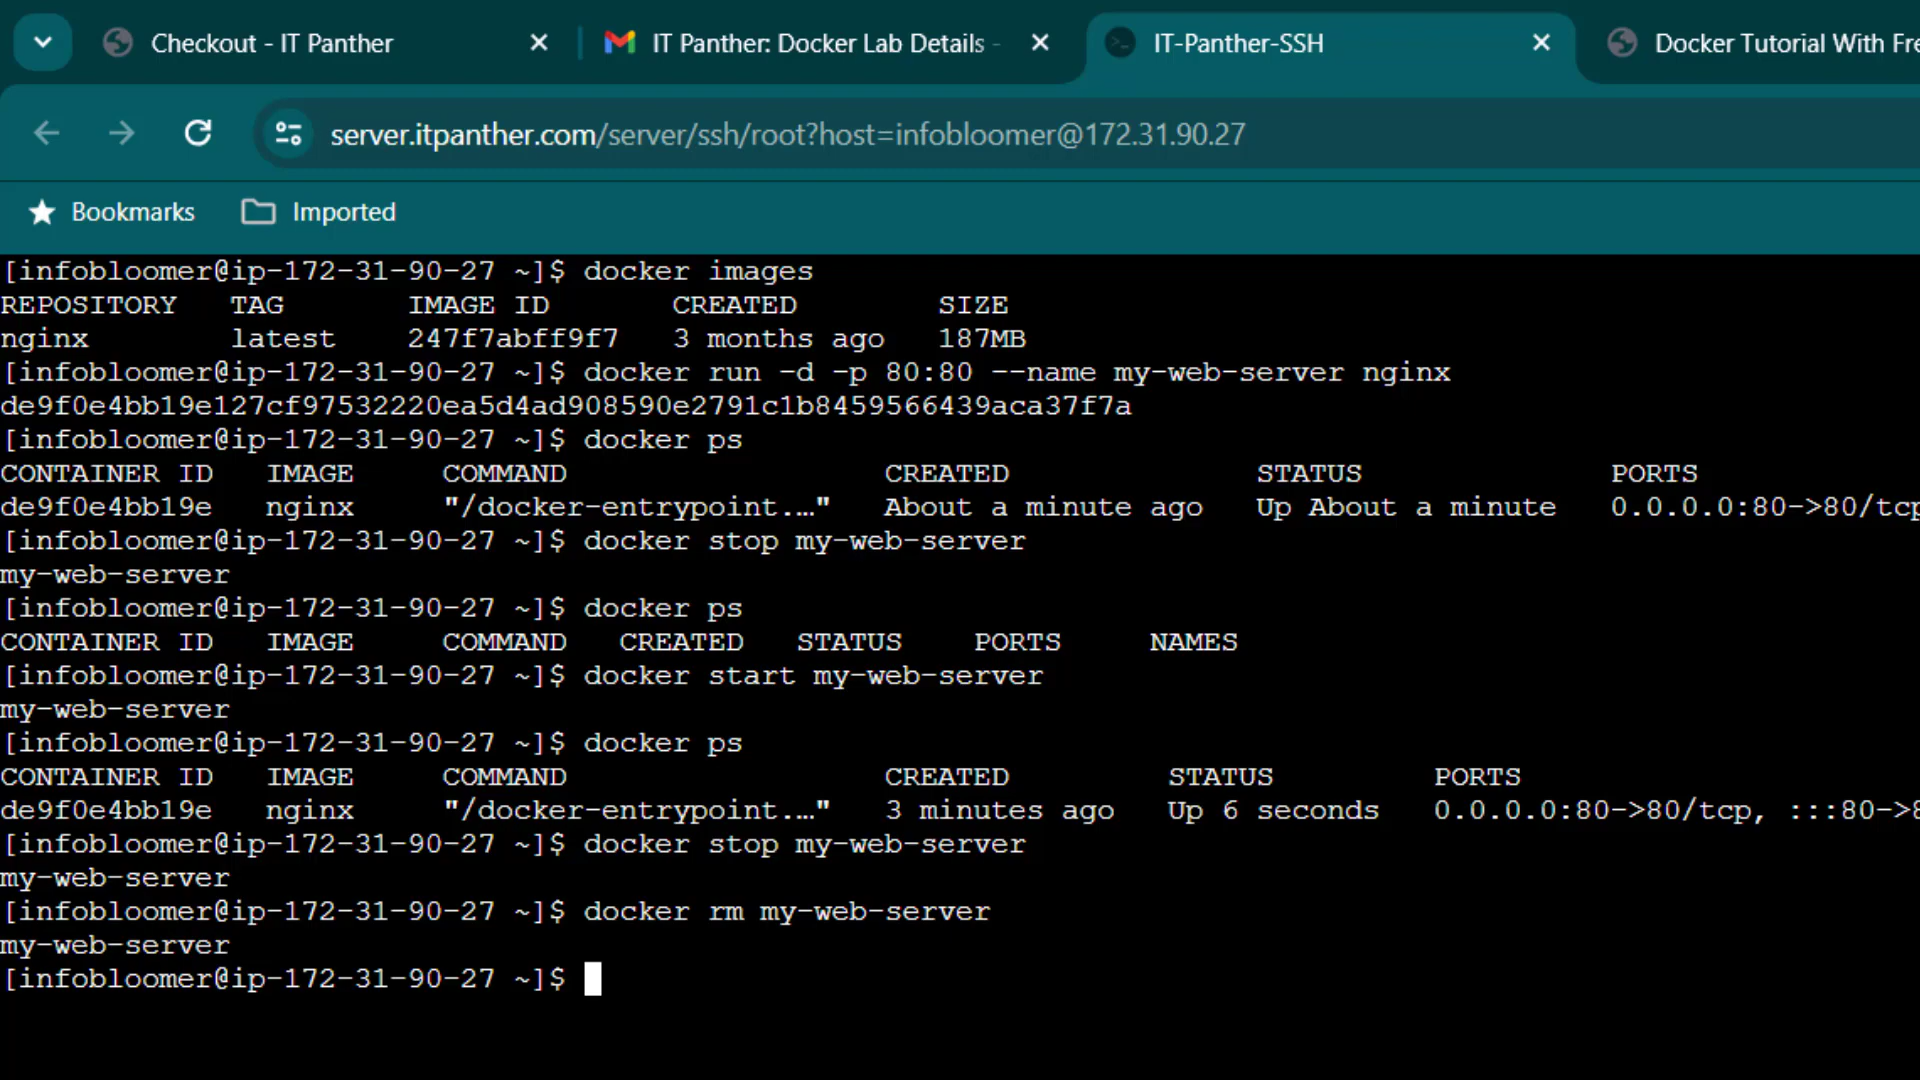 Checkout - IT Panther
IT Panther: Docker Lab Details -
IT-Panther-SSH
Docker Tutorial With Fre
server.itpanther.com/server/ssh/root?host=infobloomer@172.31.90.27
Bookmarks
Imported
[infobloomer@ip-172-31-90-27 ~]$ docker images
REPOSITORY TAG IMAGE ID CREATED SIZE
nginx latest 247f7abff9f7 3 months ago 187MB
[infobloomer@ip-172-31-90-27 ~]$ docker run -d -p 80:80 --name my-web-server nginx
de9f0e4bb19e127cf97532220ea5d4ad908590e2791c1b8459566439aca37f7a
[infobloomer@ip-172-31-90-27 ~]$ docker ps
CONTAINER ID IMAGE COMMAND CREATED STATUS PORTS
de9f0e4bb19e nginx "/docker-entrypoint.…" About a minute ago Up About a minute 0.0.0.0:80->80/tcp
[infobloomer@ip-172-31-90-27 ~]$ docker stop my-web-server
my-web-server
[infobloomer@ip-172-31-90-27 ~]$ docker ps
CONTAINER ID IMAGE COMMAND CREATED STATUS PORTS NAMES
[infobloomer@ip-172-31-90-27 ~]$ docker start my-web-server
my-web-server
[infobloomer@ip-172-31-90-27 ~]$ docker ps
CONTAINER ID IMAGE COMMAND CREATED STATUS PORTS
de9f0e4bb19e nginx "/docker-entrypoint.…" 3 minutes ago Up 6 seconds 0.0.0.0:80->80/tcp, :::80->8
[infobloomer@ip-172-31-90-27 ~]$ docker stop my-web-server
my-web-server
[infobloomer@ip-172-31-90-27 ~]$ docker rm my-web-server
my-web-server
[infobloomer@ip-172-31-90-27 ~]$